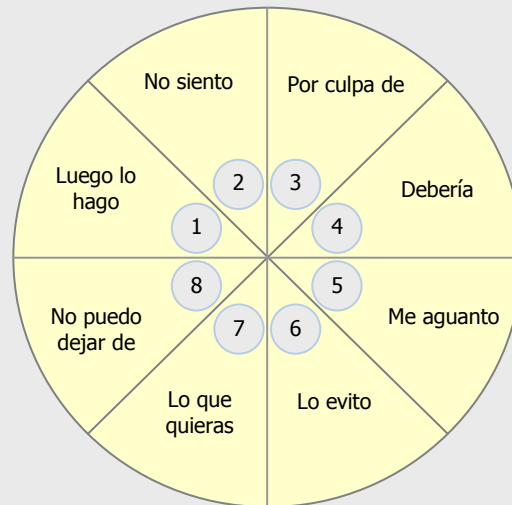 No siento
Por culpa de
Luego lo
hago
Debería
2
3
1
4
8
5
7
6
No puedo
dejar de
Me aguanto
Lo que
quieras
Lo evito